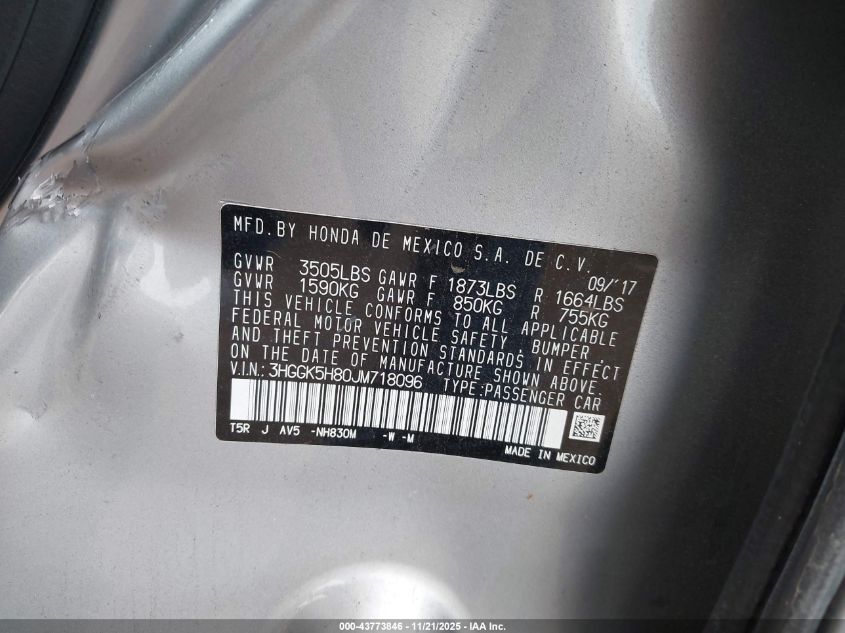 MFD. BY HONDA DE MEXICO S.A. DE C.V.
09/'17
GVWR 3505LBS GAWR F 1873LBS R 1664LBS
GVWR 1590KG GAWR F 850KG R 755KG
THIS VEHICLE CONFORMS TO ALL APPLICABLE
FEDERAL MOTOR VEHICLE SAFETY, BUMPER,
AND THEFT PREVENTION STANDARDS IN EFFECT
ON THE DATE OF MANUFACTURE SHOWN ABOVE.
V.I.N.: 3HGGK5H80JM718096 TYPE:PASSENGER CAR
T5R J AV5 -NH830M -W -M
MADE IN MEXICO
000-43773846 - 11/21/2025 - IAA Inc.